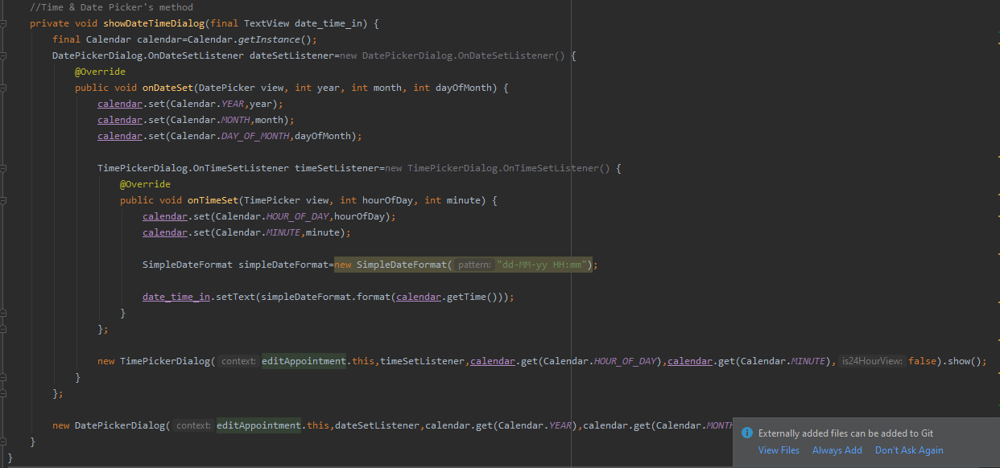 //Time & Date Picker's method
private void showDateTimeDialog(final TextView date_time_in) {
final Calendar calendar=Calendar.getInstance();
DatePickerDialog.OnDateSetListener dateSetListener=new DatePickerDialog.OnDateSetListener() {
@Override
public void onDateSet(DatePicker view, int year, int month, int dayOfMonth) {
calendar.set(Calendar.YEAR,year);
calendar.set(Calendar.MONTH,month);
calendar.set(Calendar.DAY_OF_MONTH,dayOfMonth);
TimePickerDialog.OnTimeSetListener timeSetListener=new TimePickerDialog.OnTimeSetListener() {
@Override
public void onTimeSet(TimePicker view, int hourOfDay, int minute) {
calendar.set(Calendar.HOUR_OF_DAY,hourOfDay);
calendar.set(Calendar.MINUTE,minute);
SimpleDateFormat simpleDateFormat=new SimpleDateFormat( pattern: "dd-MM-yy HH:mm");
date_time_in.setText(simpleDateFormat.format(calendar.getTime()));
}
};
new TimePickerDialog( context: editAppointment.this,timeSetListener,calendar.get(Calendar.HOUR_OF_DAY),calendar.get(Calendar.MINUTE), is24HourView: false).show();
}
};
new DatePickerDialog( context: editAppointment.this,dateSetListener,calendar.get(Calendar.YEAR),calendar.get(Calendar.MONTH
}
}
Externally added files can be added to Git
View Files Always Add Don't Ask Again